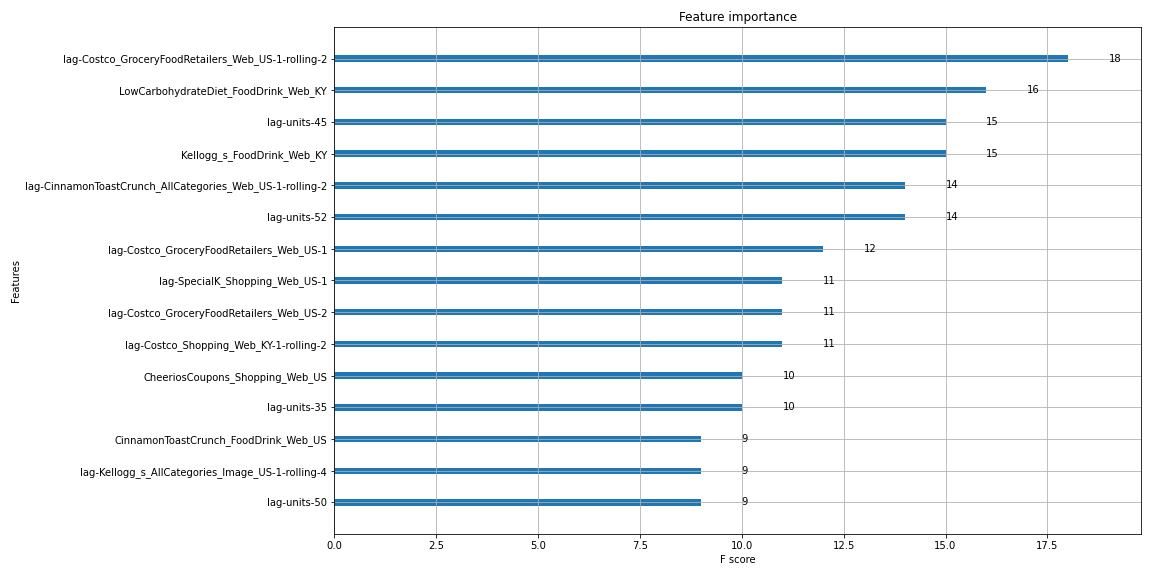 Feature importance
lag-Costco_GroceryFoodRetailers_Web_US-1-rolling-2
18
LowCarbohydrateDiet_FoodDrink_Web_KY
16
lag-units-45
15
Kellogg_s_FoodDrink_Web_KY
15
lag-CinnamonToastCrunch_AllCategories_Web_US-1-rolling-2
14
lag-units-52
14
lag-Costco_GroceryFoodRetailers_Web_US-1
12
lag-SpecialK_Shopping_Web_US-1
11
lag-Costco_GroceryFoodRetailers_Web_US-2
11
lag-Costco_Shopping_Web_KY-1-rolling-2
11
CheeriosCoupons_Shopping_Web_US
10
lag-units-35
10
CinnamonToastCrunch_FoodDrink_Web_US
9
lag-Kellogg_s_AllCategories_Image_US-1-rolling-4
9
lag-units-50
9
Features
0.0 2.5 5.0 7.5 10.0 12.5 15.0 17.5
F score